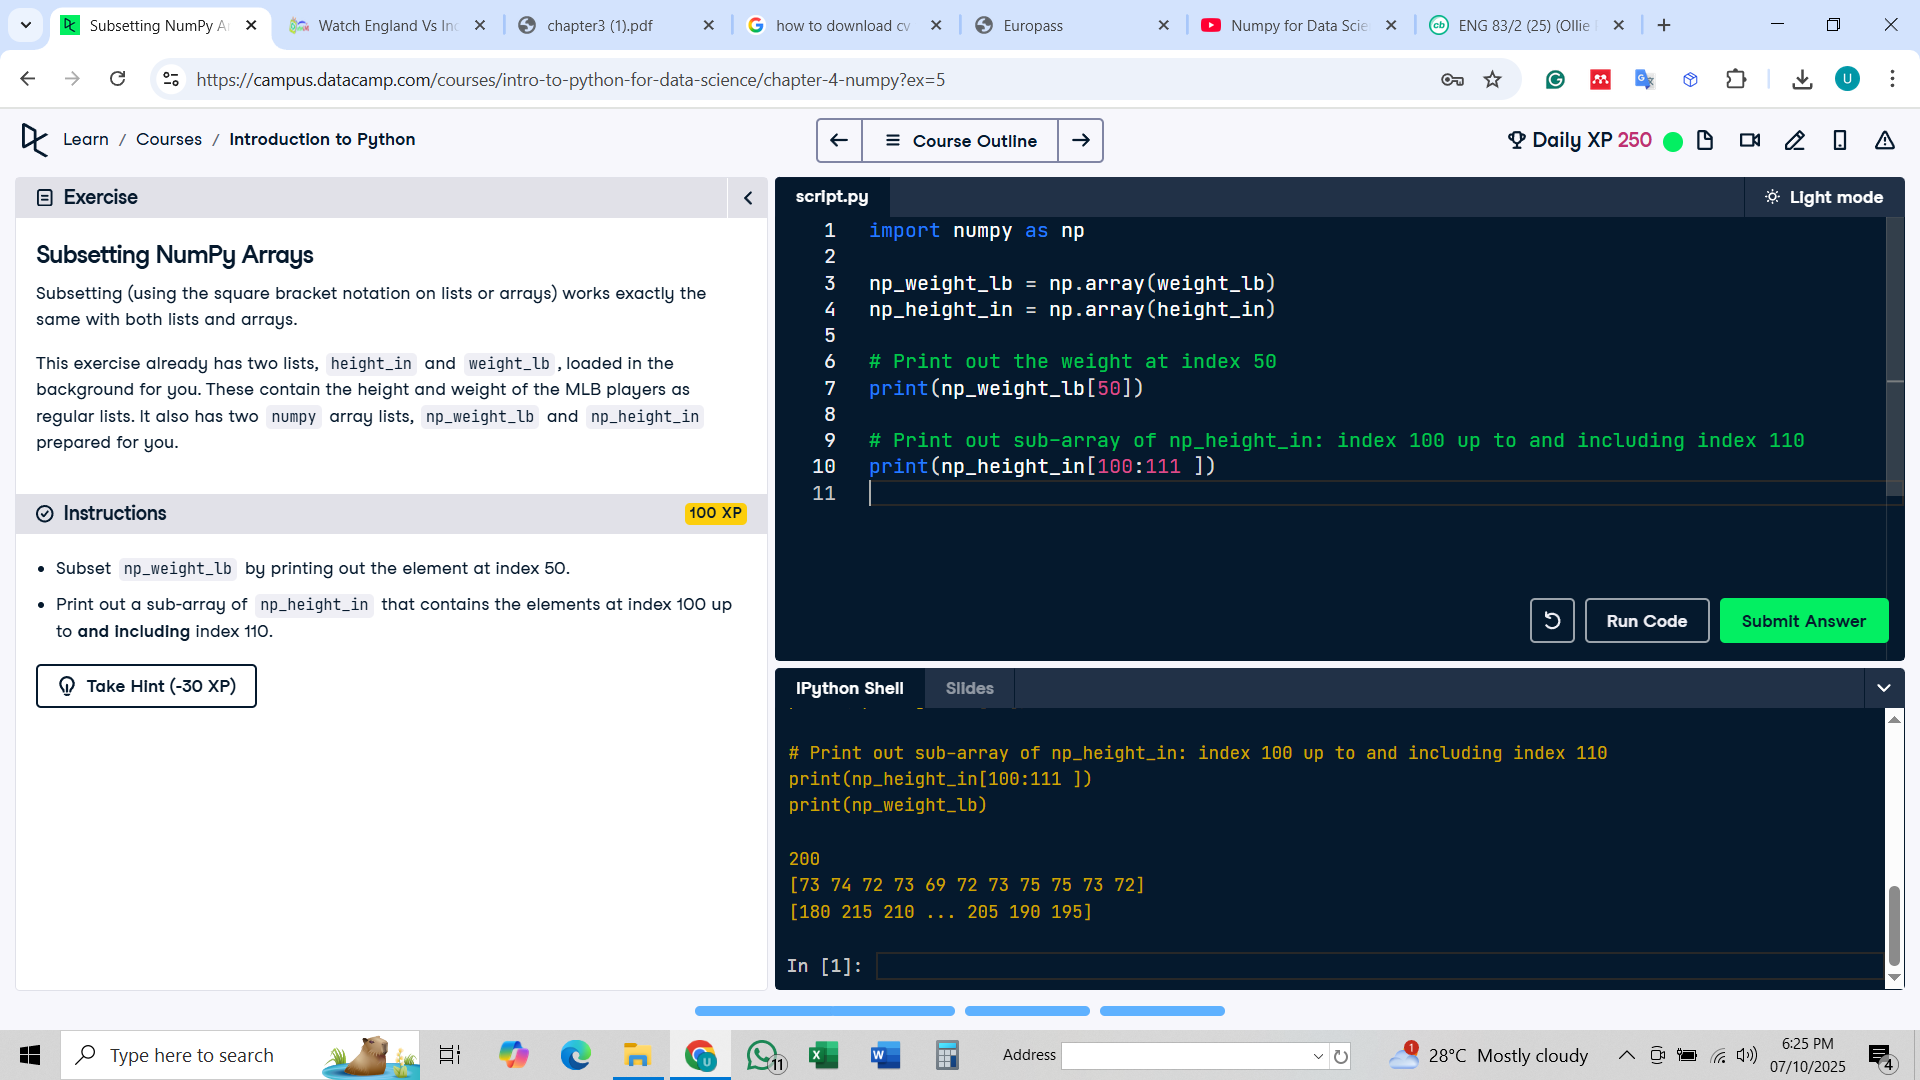 Subsetting NumPy Ar
Watch England Vs Inc
chapter3 (1).pdf
how to download cv
Europass
Numpy for Data Scie
ENG 83/2 (25) (Ollie
https://campus.datacamp.com/courses/intro-to-python-for-data-science/chapter-4-numpy?ex=5
U
Learn / Courses / Introduction to Python
Course Outline
Daily XP 250
Exercise
Subsetting NumPy Arrays
Subsetting (using the square bracket notation on lists or arrays) works exactly the
same with both lists and arrays.
This exercise already has two lists, height_in and weight_lb , loaded in the
background for you. These contain the height and weight of the MLB players as
regular lists. It also has two numpy array lists, np_weight_lb and np_height_in
prepared for you.
Instructions
100 XP
• Subset np_weight_lb by printing out the element at index 50.
• Print out a sub-array of np_height_in that contains the elements at index 100 up
to and including index 110.
Take Hint (-30 XP)
script.py
Light mode
1 import numpy as np
2
3 np_weight_lb = np.array(weight_lb)
4 np_height_in = np.array(height_in)
5
6 # Print out the weight at index 50
7 print(np_weight_lb[50])
8
9 # Print out sub-array of np_height_in: index 100 up to and including index 110
10 print(np_height_in[100:111 ])
11
Run Code
Submit Answer
IPython Shell
Slides
# Print out sub-array of np_height_in: index 100 up to and including index 110
print(np_height_in[100:111 ])
print(np_weight_lb)
200
[73 74 72 73 69 72 73 75 75 73 72]
[180 215 210 ... 205 190 195]
In [1]:
Type here to search
11
Address
1
28°C Mostly cloudy
6:25 PM
07/10/2025
4